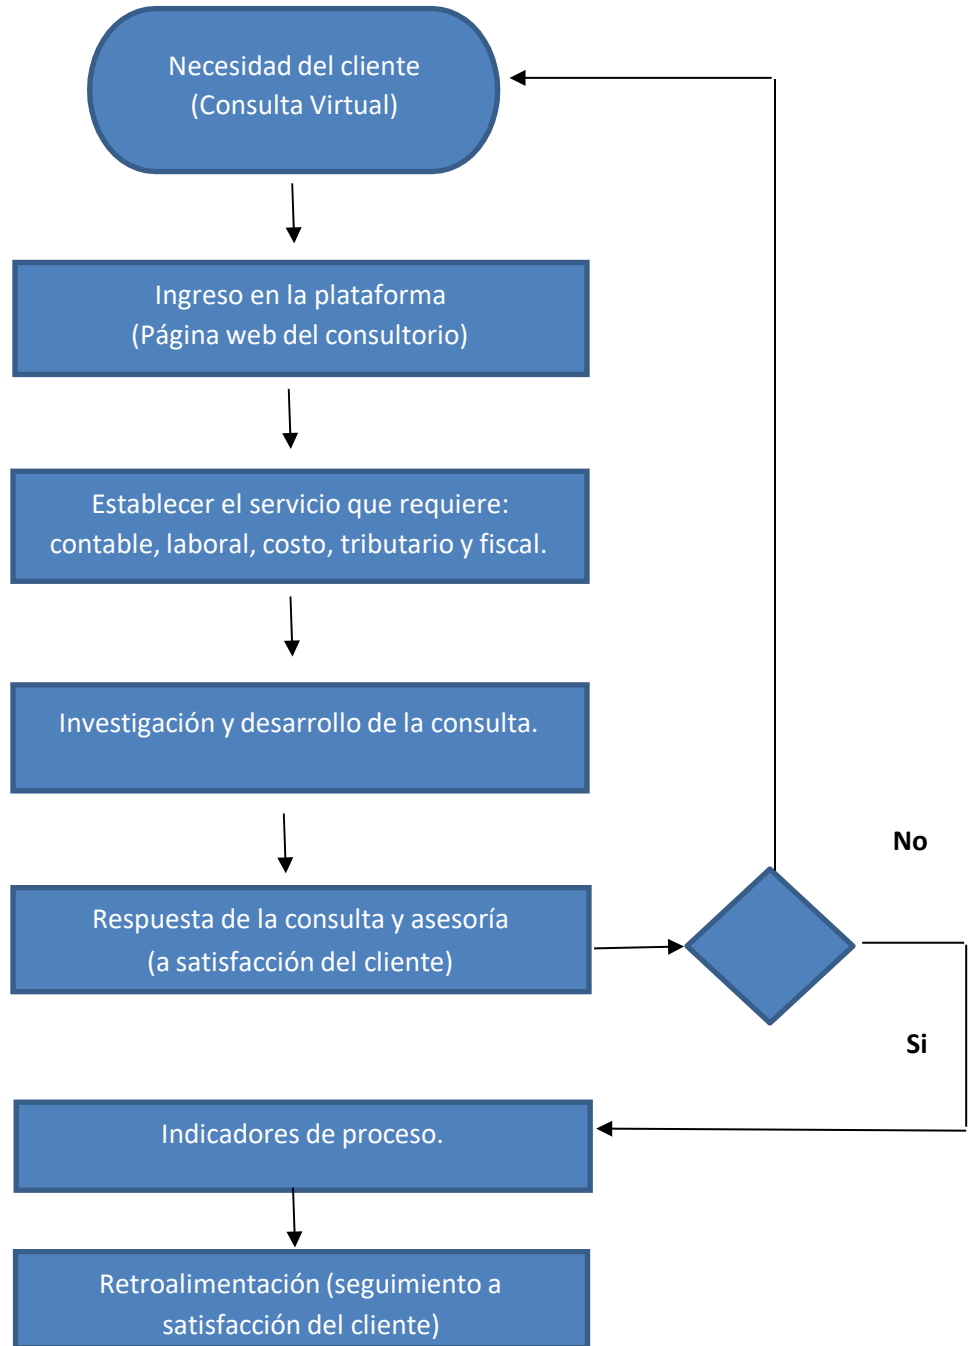 Necesidad del cliente
(Consulta Virtual)
Ingreso en la plataforma
(Página web del consultorio)
Establecer el servicio que requiere:
contable, laboral, costo, tributario y fiscal.
Investigación y desarrollo de la consulta.
No
Respuesta de la consulta y asesoría
(a satisfacción del cliente)
Si
Indicadores de proceso.
Retroalimentación (seguimiento a
satisfacción del cliente)